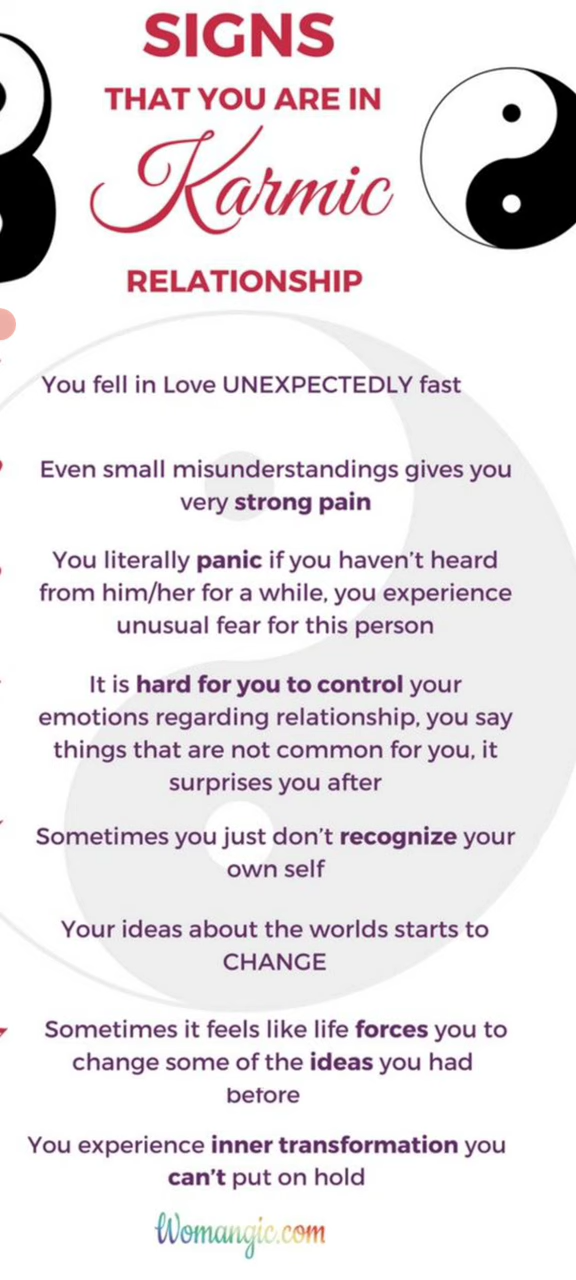 SIGNS
THAT YOU ARE IN
Karmic
RELATIONSHIP
You fell in Love UNEXPECTEDLY fast
Even small misunderstandings gives you
very strong pain
You literally panic if you haven't heard
from him/her for a while, you experience
unusual fear for this person
It is hard for you to control your
emotions regarding relationship, you say
things that are not common for you, it
surprises you after
Sometimes you just don't recognize your
own self
Your ideas about the worlds starts to
CHANGE
Sometimes it feels like life forces you to
change some of the ideas you had
before
You experience inner transformation you
can't put on hold
Womangic.com